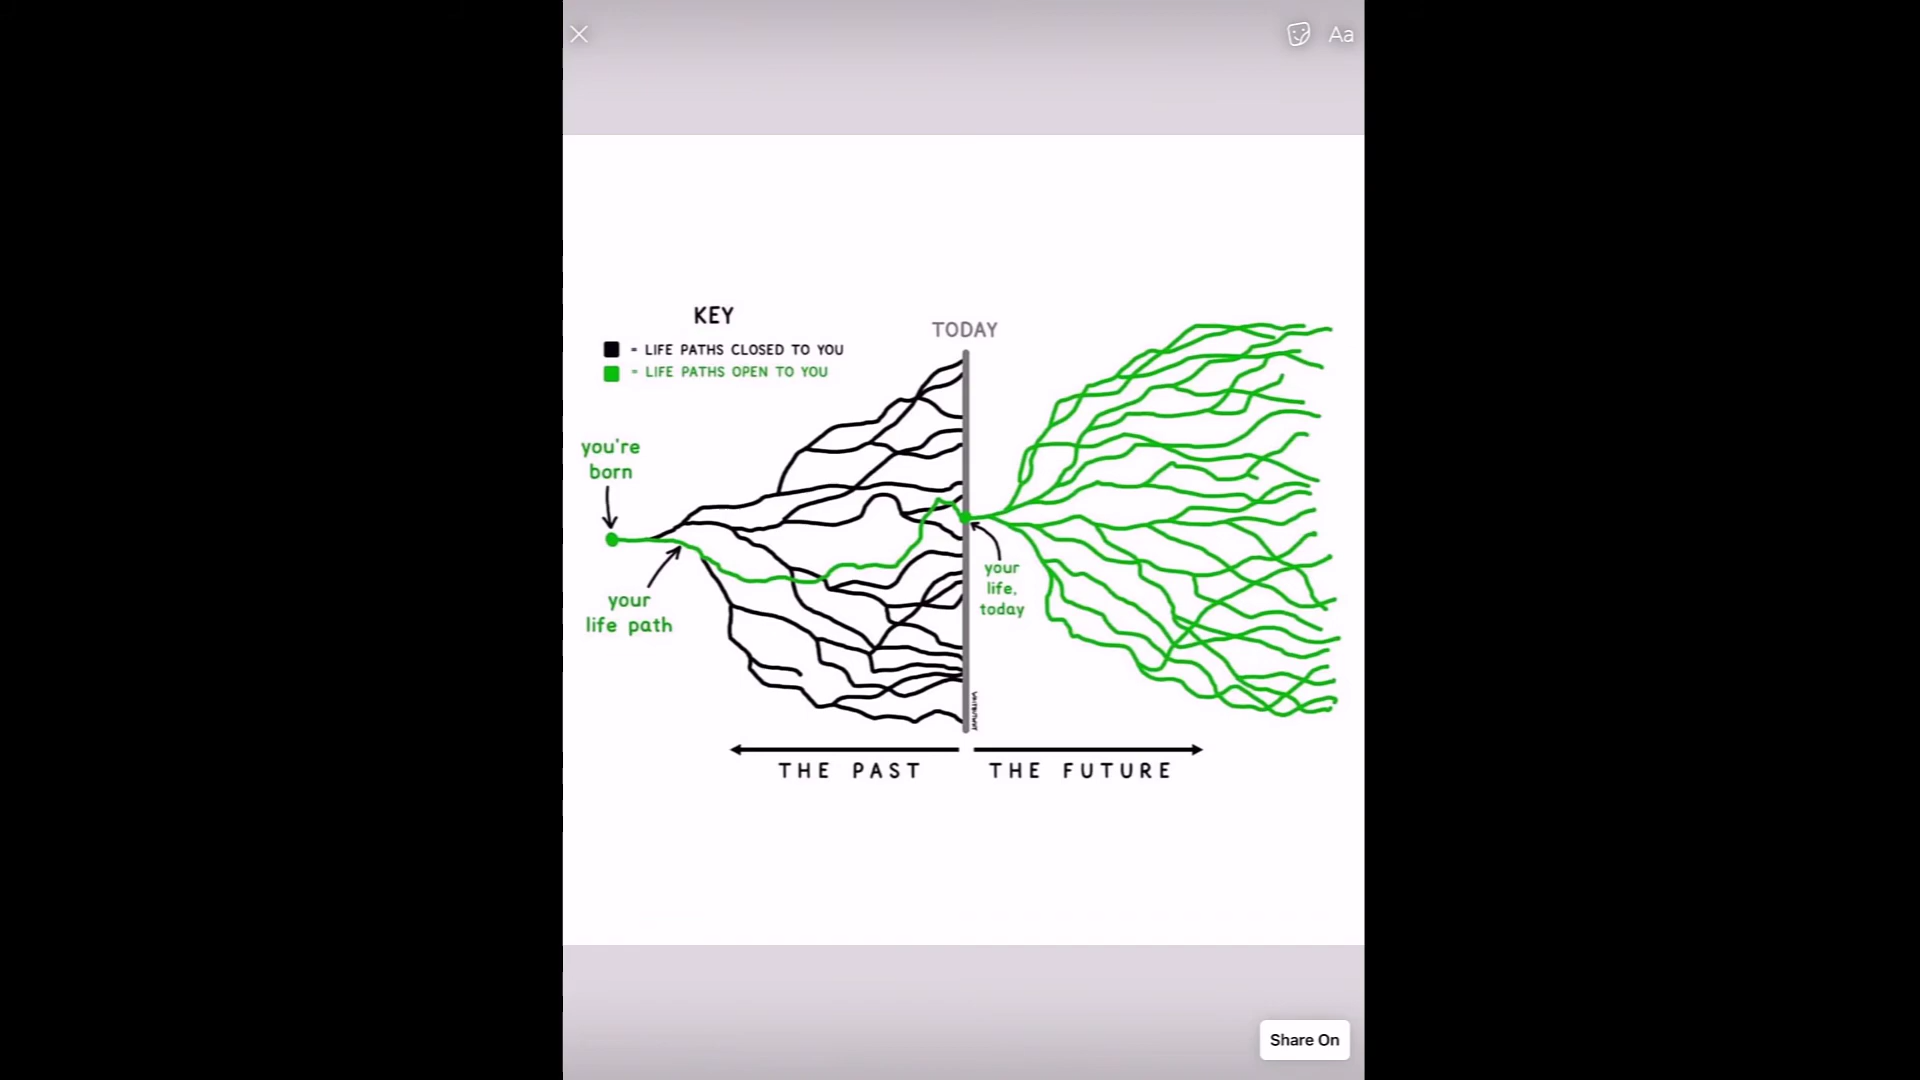 Aa
KEY
= LIFE PATHS CLOSED TO YOU
= LIFE PATHS OPEN TO YOU
TODAY
you're
born
your
life path
your
life,
today
THE PAST
THE FUTURE
Share On